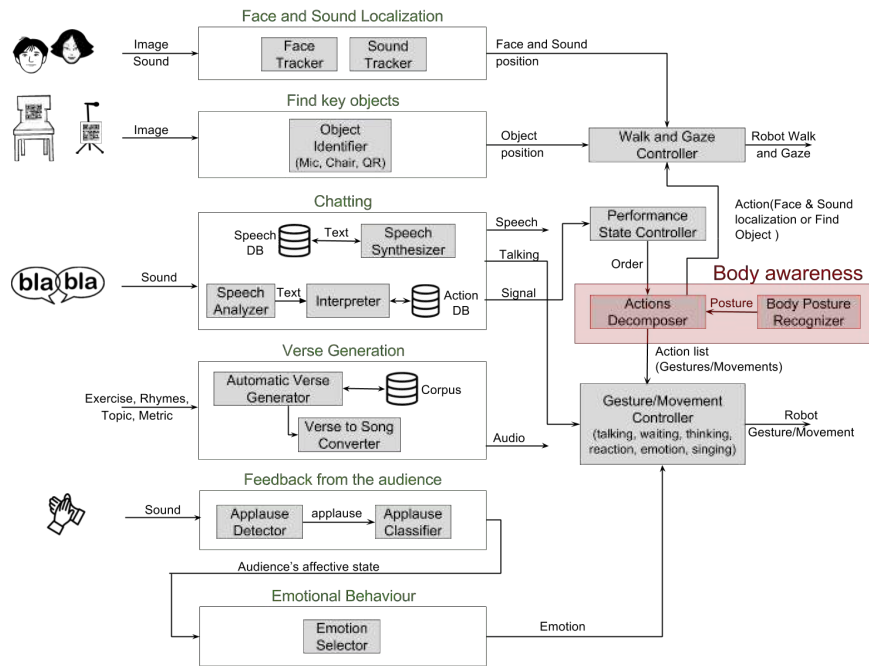 Face and Sound Localization
Image
Sound
Face
Tracker
Sound
Tracker
Face and Sound
position
Find key objects
Image
Object
Identifier
(Mic, Chair, QR)
Object
position
Walk and Gaze
Controller
Robot Walk
and Gaze
Chatting
Speech
DB
Text
Speech
Synthesizer
Speech
Talking
bla bla
Sound
Speech
Analyzer
Text
Interpreter
Action
DB
Signal
Performance
State Controller
Action(Face & Sound
localization or Find
Object )
Order
Body awareness
Actions
Decomposer
Posture
Body Posture
Recognizer
Action list
(Gestures/Movements)
Verse Generation
Exercise, Rhymes,
Topic, Metric
Automatic Verse
Generator
Corpus
Verse to Song
Converter
Audio
Gesture/Movement
Controller
(talking, waiting, thinking,
reaction, emotion, singing)
Robot
Gesture/Movement
Feedback from the audience
Sound
Applause
Detector
applause
Applause
Classifier
Audience's affective state
Emotional Behaviour
Emotion
Selector
Emotion